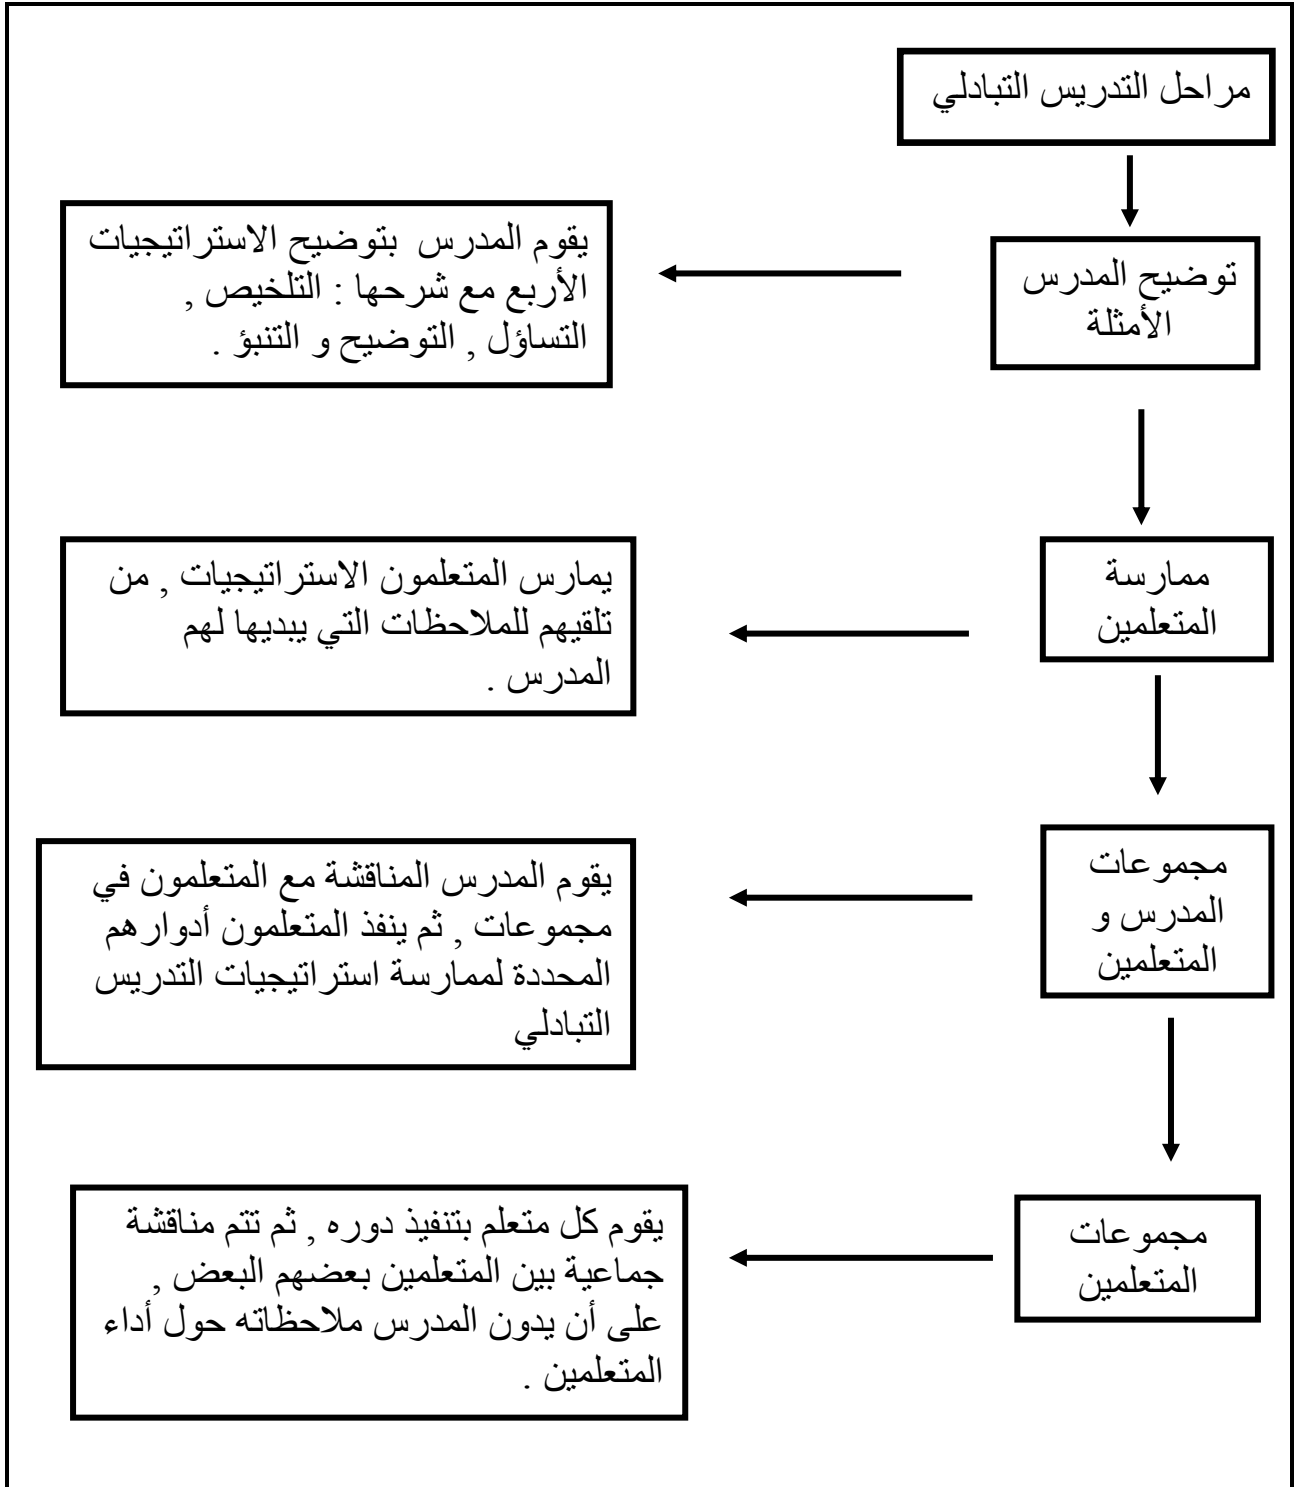 مراحل التدريس التبادلي
توضيح المدرس
الأمثلة
يقوم المدرس بتوضيح الاستراتيجيات
الأربع مع شرحها : التلخيص ,
التساؤل , التوضيح و التنبؤ .
ممارسة
المتعلمين
يمارس المتعلمون الاستراتيجيات , من
تلقيهم للملاحظات التي يبديها لهم
المدرس .
مجموعات
المدرس و
المتعلمين
يقوم المدرس المناقشة مع المتعلمون في
مجموعات , ثم ينفذ المتعلمون أدوارهم
المحددة لممارسة استراتيجيات التدريس
التبادلي
مجموعات
المتعلمين
يقوم كل متعلم بتنفيذ دوره , ثم تتم مناقشة
جماعية بين المتعلمين بعضهم البعض ,
على أن يدون المدرس ملاحظاته حول أداء
المتعلمين .